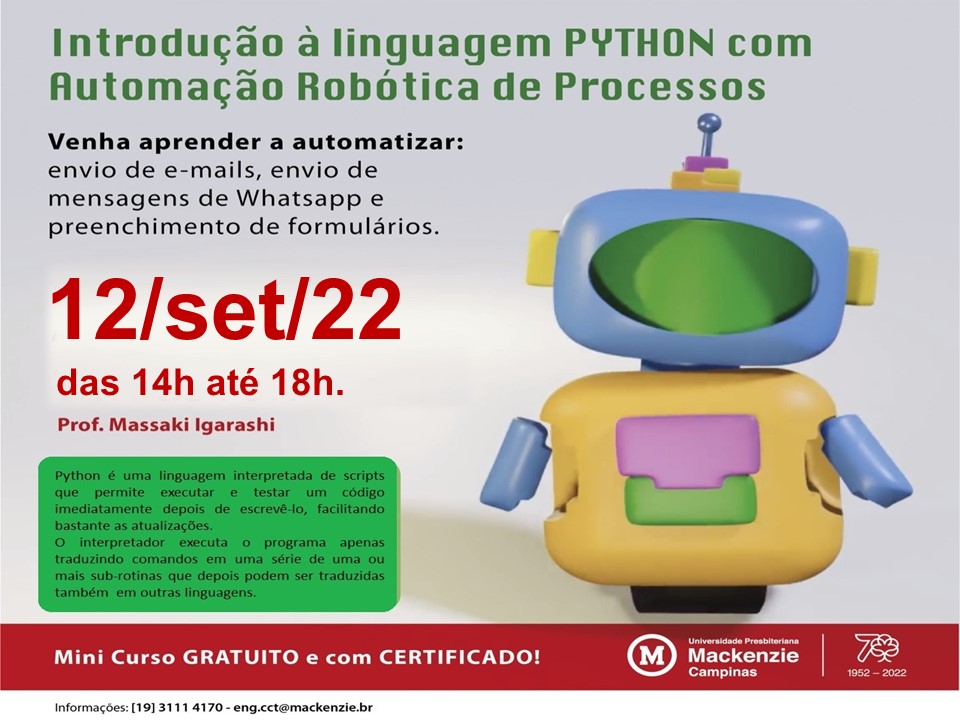 Introdução à linguagem PYTHON com
Automação Robótica de Processos
Venha aprender a automatizar:
envio de e-mails, envio de
mensagens de Whatsapp e
preenchimento de formulários.
12/set/22
das 14h até 18h.
Prof. Massaki Igarashi
Python é uma linguagem interpretada de scripts
que permite executar e testar um código
imediatamente depois de escrevê-lo, facilitando
bastante as atualizações.
O interpretador executa o programa apenas
traduzindo comandos em uma série de uma ou
mais sub-rotinas que depois podem ser traduzidas
também em outras linguagens.
Mini Curso GRATUITO e com CERTIFICADO!
M
Universidade Presbiteriana
Mackenzie
Campinas
70
1952 – 2022
Informações: [19] 3111 4170 - eng.cct@mackenzie.br